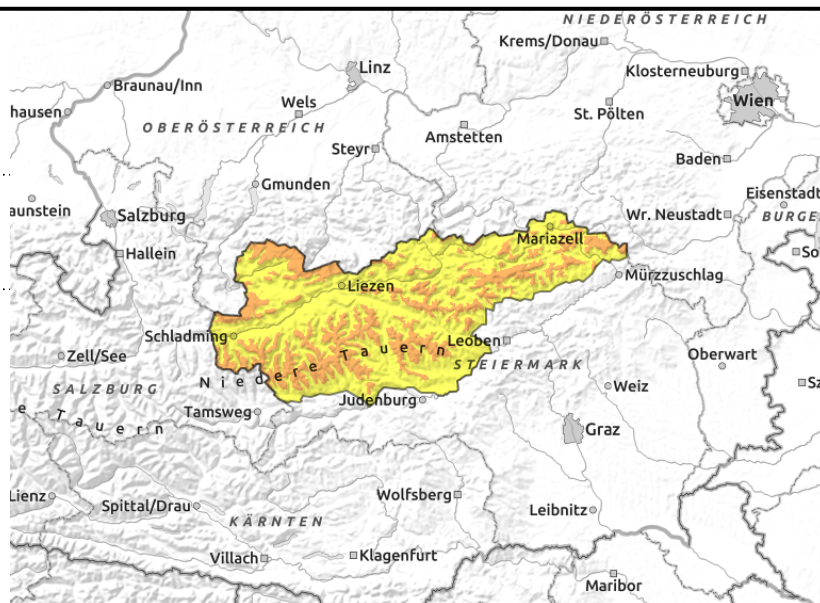 NIEDERÖSTERREICH
Krems/Donau
Linz
Klosterneuburg
Braunau/Inn
Wien
Wels
hausen
St. Pölten
OBERÖSTERREICH
Amstetten
Steyr
Baden
Gmunden
Eisenstadt
aunstein
Salzburg
Wr. Neustadt
BURGE
Mariazell
Hallein
So
Mürzzuschlag
Liezen
Schladming
Leoben
Zell/See
Niedere Tauern
STEIERMARK
Oberwart
SALZBURG
Weiz
Sz
Judenburg
Tamsweg
e Tauern
Graz
Lienz
Wolfsberg
Spittal/Drau
Leibnitz
KÄRNTEN
Villach
Klagenfurt
Maribor